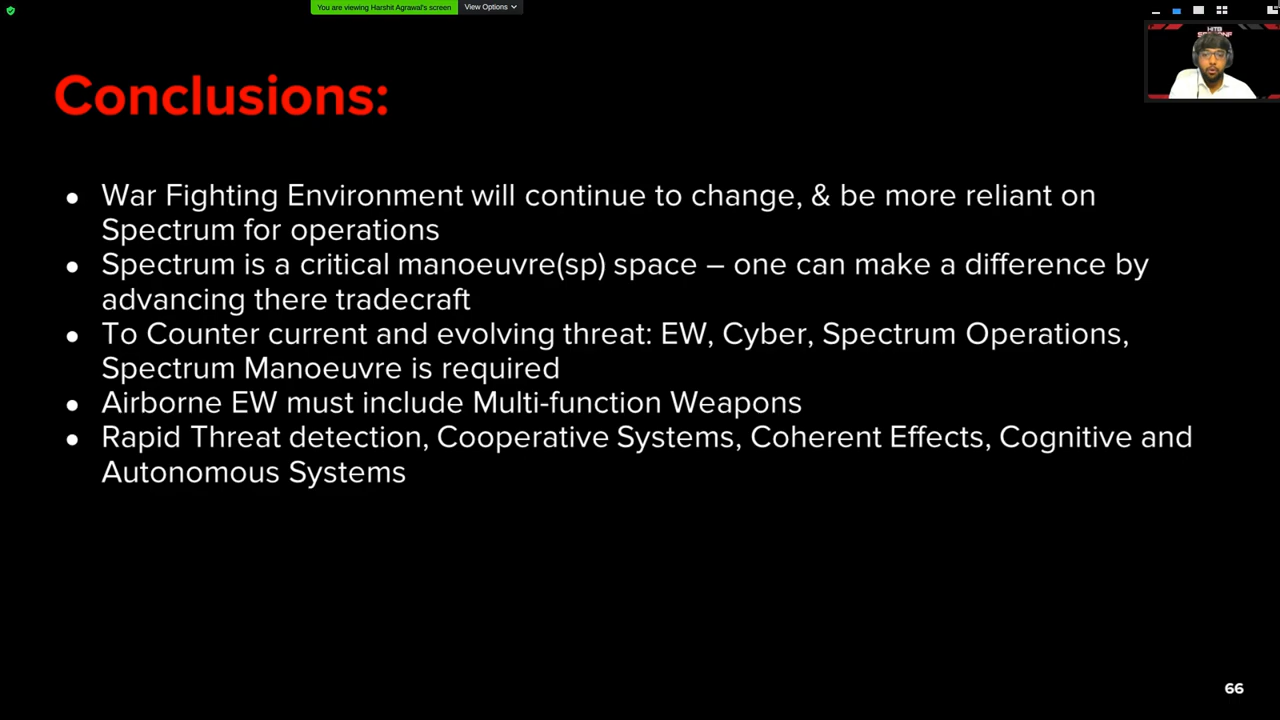 You are viewing Harshit Agrawal's screen
View Options
HITB
Conclusions:
● War Fighting Environment will continue to change, & be more reliant on
Spectrum for operations
● Spectrum is a critical manoeuvre(sp) space – one can make a difference by
advancing there tradecraft
● To Counter current and evolving threat: EW, Cyber, Spectrum Operations,
Spectrum Manoeuvre is required
● Airborne EW must include Multi-function Weapons
● Rapid Threat detection, Cooperative Systems, Coherent Effects, Cognitive and
Autonomous Systems
66